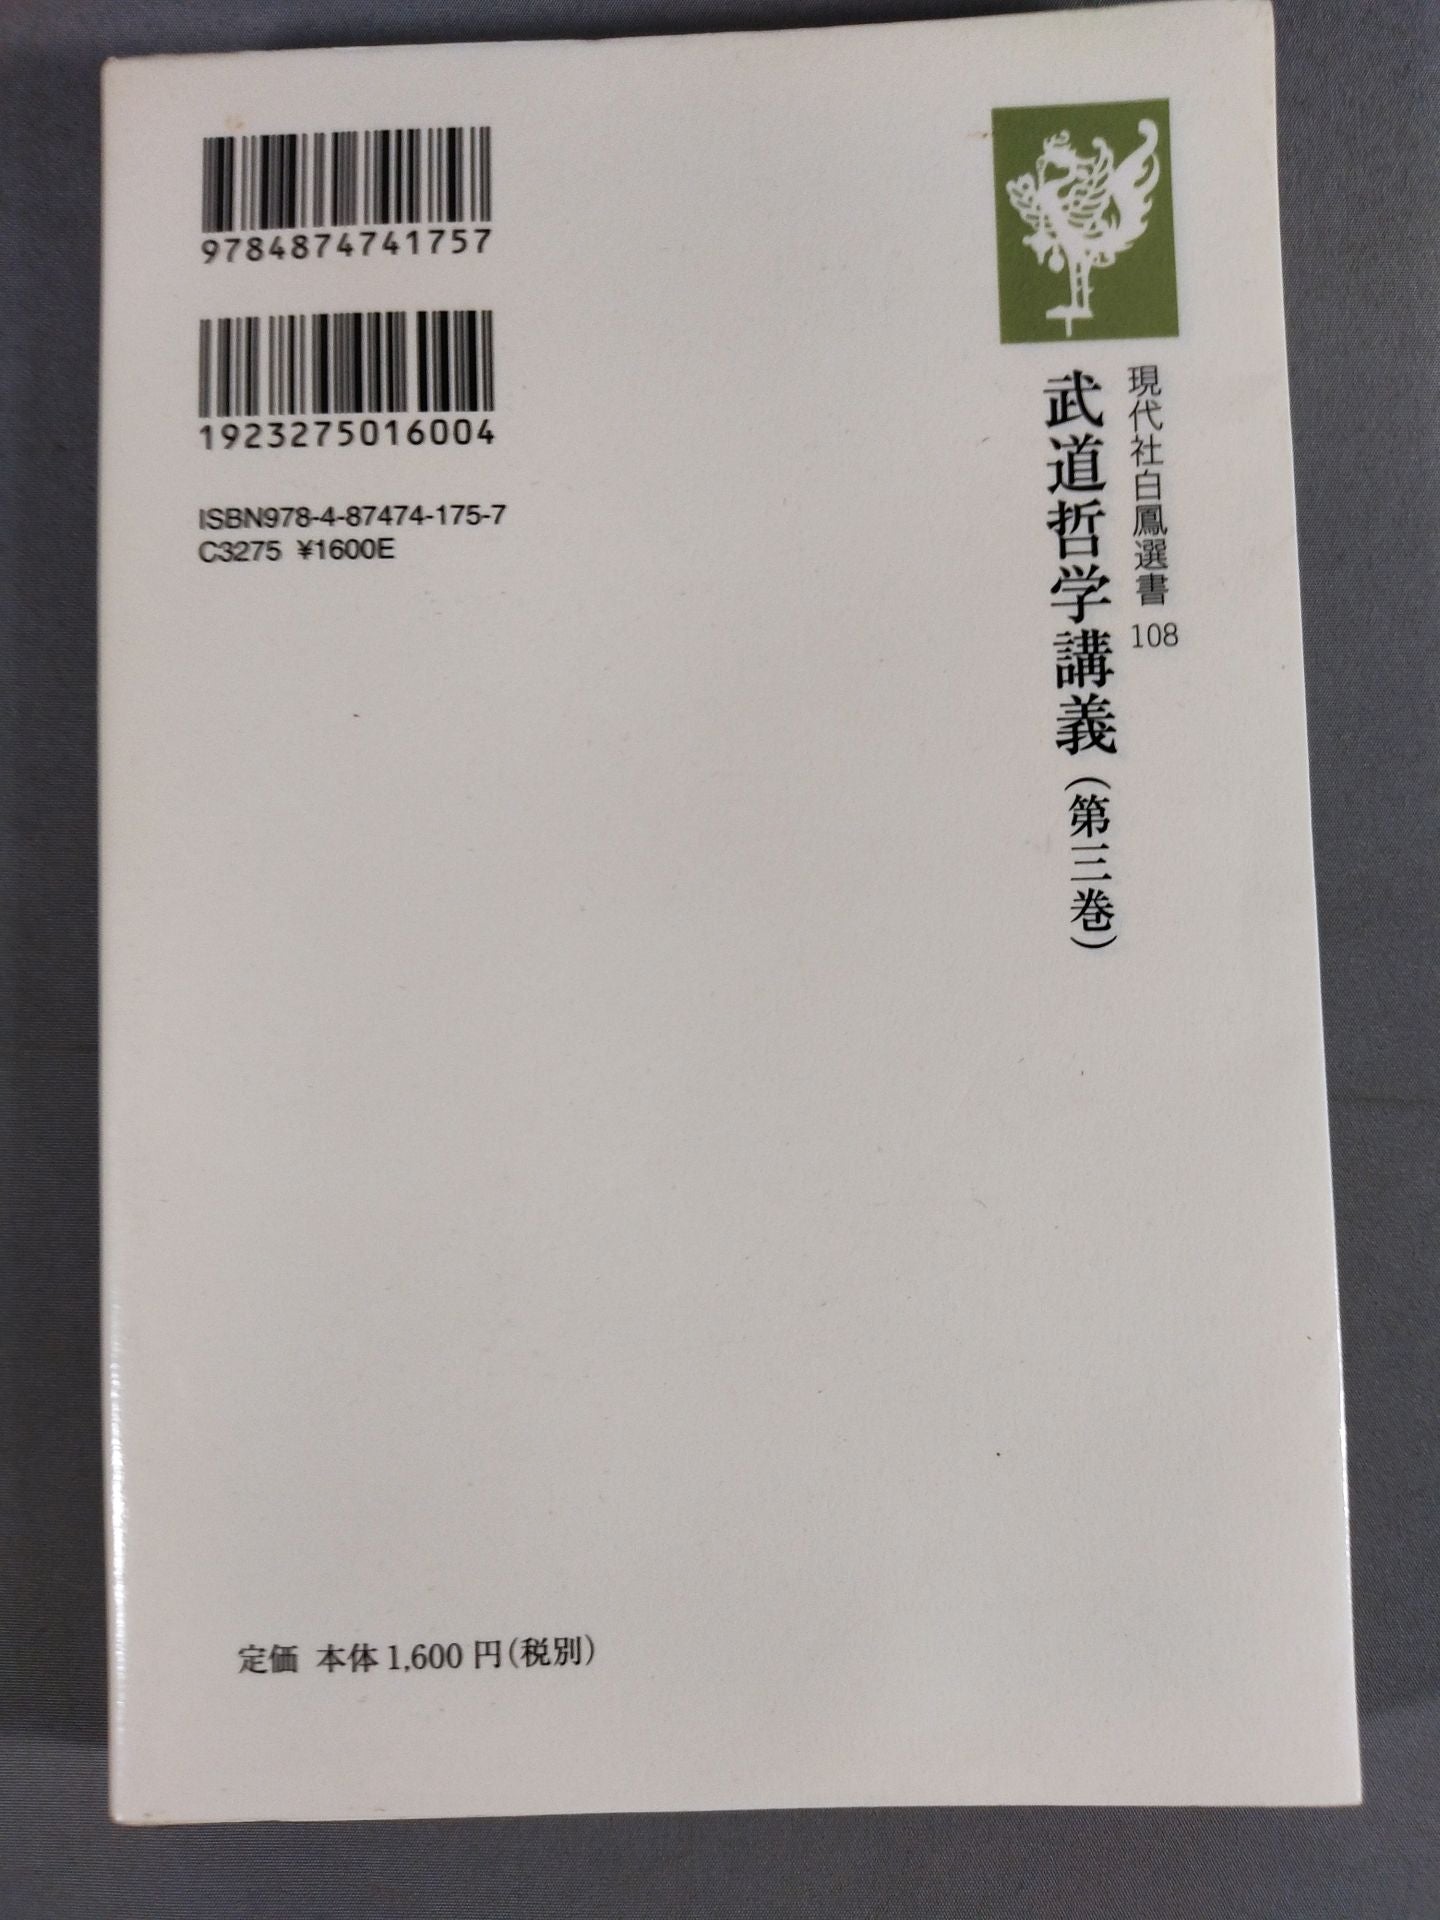 現代社白鳳選書 108
武道哲学講義(第三巻)
9784874741757
1923275016004
ISBN978-4-87474-175-7
C3275 ¥1600E
定価 本体1,600円(税別)